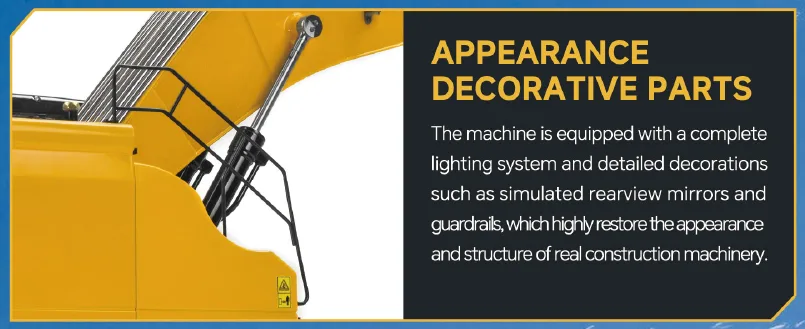 APPEARANCE
DECORATIVE PARTS
The machine is equipped with a complete
lighting system and detailed decorations
such as simulated rearview mirrors and
guardrails, which highly restore the appearance
and structure of real construction machinery.